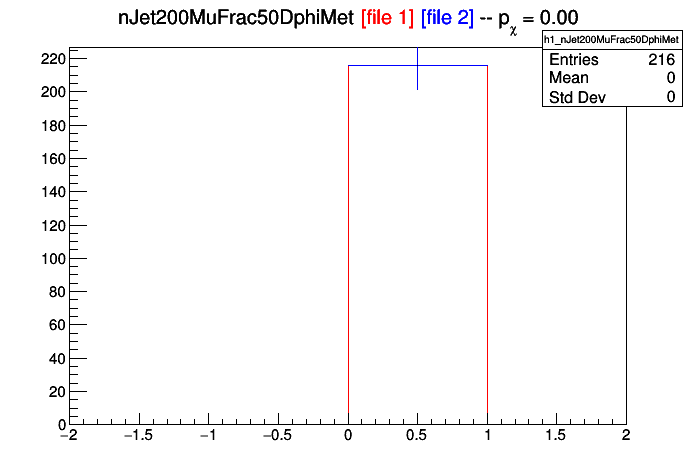 nJet200MuFrac50DphiMet [file 1] [file 2] -- pχ = 0.00
h1_nJet200MuFrac50DphiMet
Entries 216
Mean 0
Std Dev 0
220
200
180
160
140
120
100
80
60
40
20
0
−2 −1.5 −1 −0.5 0 0.5 1 1.5 2